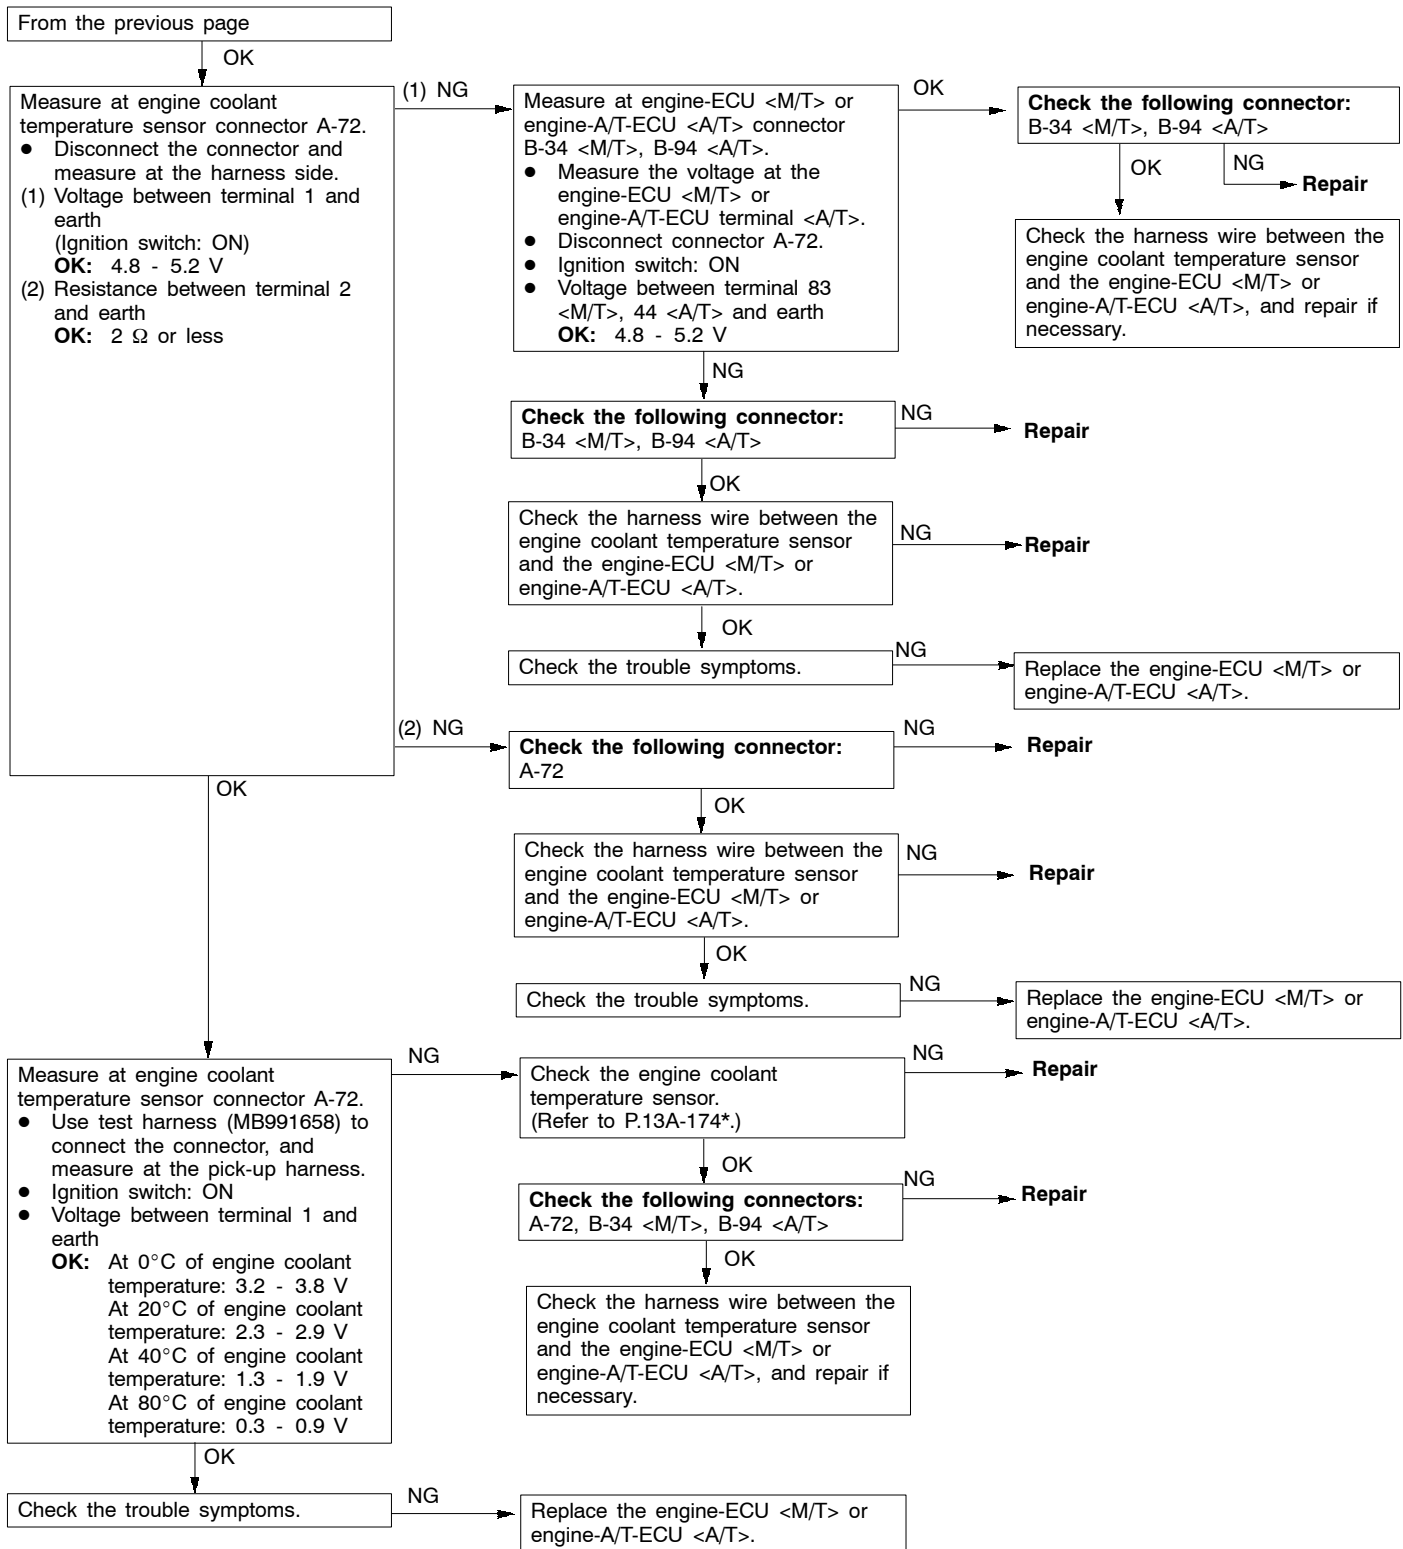 From the previous page
OK
Measure at engine coolant
temperature sensor connector A-72.
● Disconnect the connector and
measure at the harness side.
(1) Voltage between terminal 1 and
earth
(Ignition switch: ON)
OK: 4.8 - 5.2 V
(2) Resistance between terminal 2
and earth
OK: 2 Ω or less
(1) NG
Measure at engine-ECU <M/T> or
engine-A/T-ECU <A/T> connector
B-34 <M/T>, B-94 <A/T>.
● Measure the voltage at the
engine-ECU <M/T> or
engine-A/T-ECU terminal <A/T>.
● Disconnect connector A-72.
● Ignition switch: ON
● Voltage between terminal 83
<M/T>, 44 <A/T> and earth
OK: 4.8 - 5.2 V
OK
Check the following connector:
B-34 <M/T>, B-94 <A/T>
OK
NG
Repair
Check the harness wire between the
engine coolant temperature sensor
and the engine-ECU <M/T> or
engine-A/T-ECU <A/T>, and repair if
necessary.
NG
Check the following connector:
B-34 <M/T>, B-94 <A/T>
NG
Repair
OK
Check the harness wire between the
engine coolant temperature sensor
and the engine-ECU <M/T> or
engine-A/T-ECU <A/T>.
NG
Repair
OK
Check the trouble symptoms.
NG
Replace the engine-ECU <M/T> or
engine-A/T-ECU <A/T>.
(2) NG
Check the following connector:
A-72
NG
Repair
OK
Check the harness wire between the
engine coolant temperature sensor
and the engine-ECU <M/T> or
engine-A/T-ECU <A/T>.
NG
Repair
OK
Check the trouble symptoms.
NG
Replace the engine-ECU <M/T> or
engine-A/T-ECU <A/T>.
OK
Measure at engine coolant
temperature sensor connector A-72.
● Use test harness (MB991658) to
connect the connector, and
measure at the pick-up harness.
● Ignition switch: ON
● Voltage between terminal 1 and
earth
OK: At 0°C of engine coolant
temperature: 3.2 - 3.8 V
At 20°C of engine coolant
temperature: 2.3 - 2.9 V
At 40°C of engine coolant
temperature: 1.3 - 1.9 V
At 80°C of engine coolant
temperature: 0.3 - 0.9 V
NG
Check the engine coolant
temperature sensor.
(Refer to P.13A-174*.)
NG
Repair
OK
Check the following connectors:
A-72, B-34 <M/T>, B-94 <A/T>
NG
Repair
OK
Check the harness wire between the
engine coolant temperature sensor
and the engine-ECU <M/T> or
engine-A/T-ECU <A/T>, and repair if
necessary.
OK
Check the trouble symptoms.
NG
Replace the engine-ECU <M/T> or
engine-A/T-ECU <A/T>.